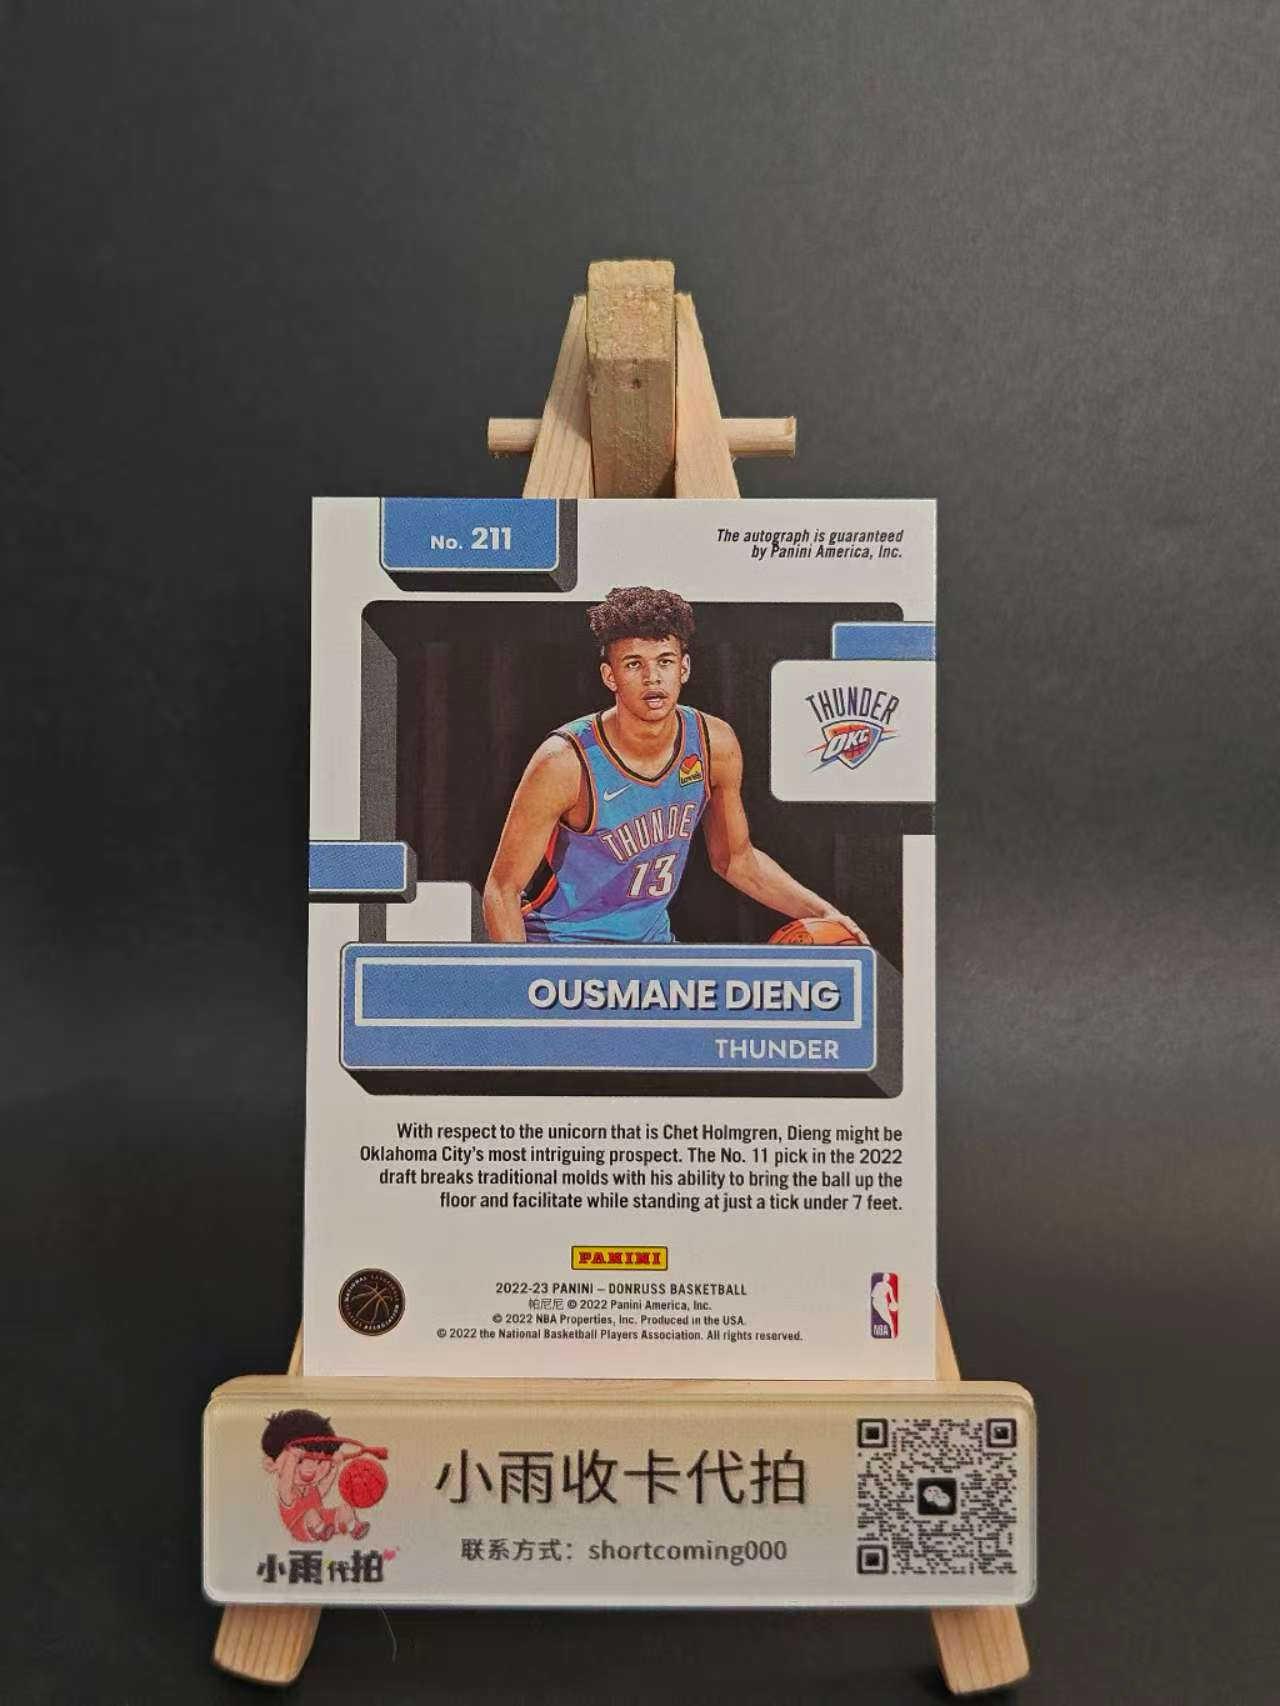 No. 211
The autograph is guaranteed
by Panini America, Inc.
THUNDER
OKC
THUNDE
13
OUSMANE DIENG
THUNDER
With respect to the unicorn that is Chet Holmgren, Dieng might be
Oklahoma City's most intriguing prospect. The No. 11 pick in the 2022
draft breaks traditional molds with his ability to bring the ball up the
floor and facilitate while standing at just a tick under 7 feet.
PANINI
2022-23 PANINI – DONRUSS BASKETBALL
帕尼尼 © 2022 Panini America, Inc.
© 2022 NBA Properties, Inc. Produced in the USA.
© 2022 the National Basketball Players Association. All rights reserved.
NBA
小雨收卡代拍
联系方式：shortcoming000
小雨代拍